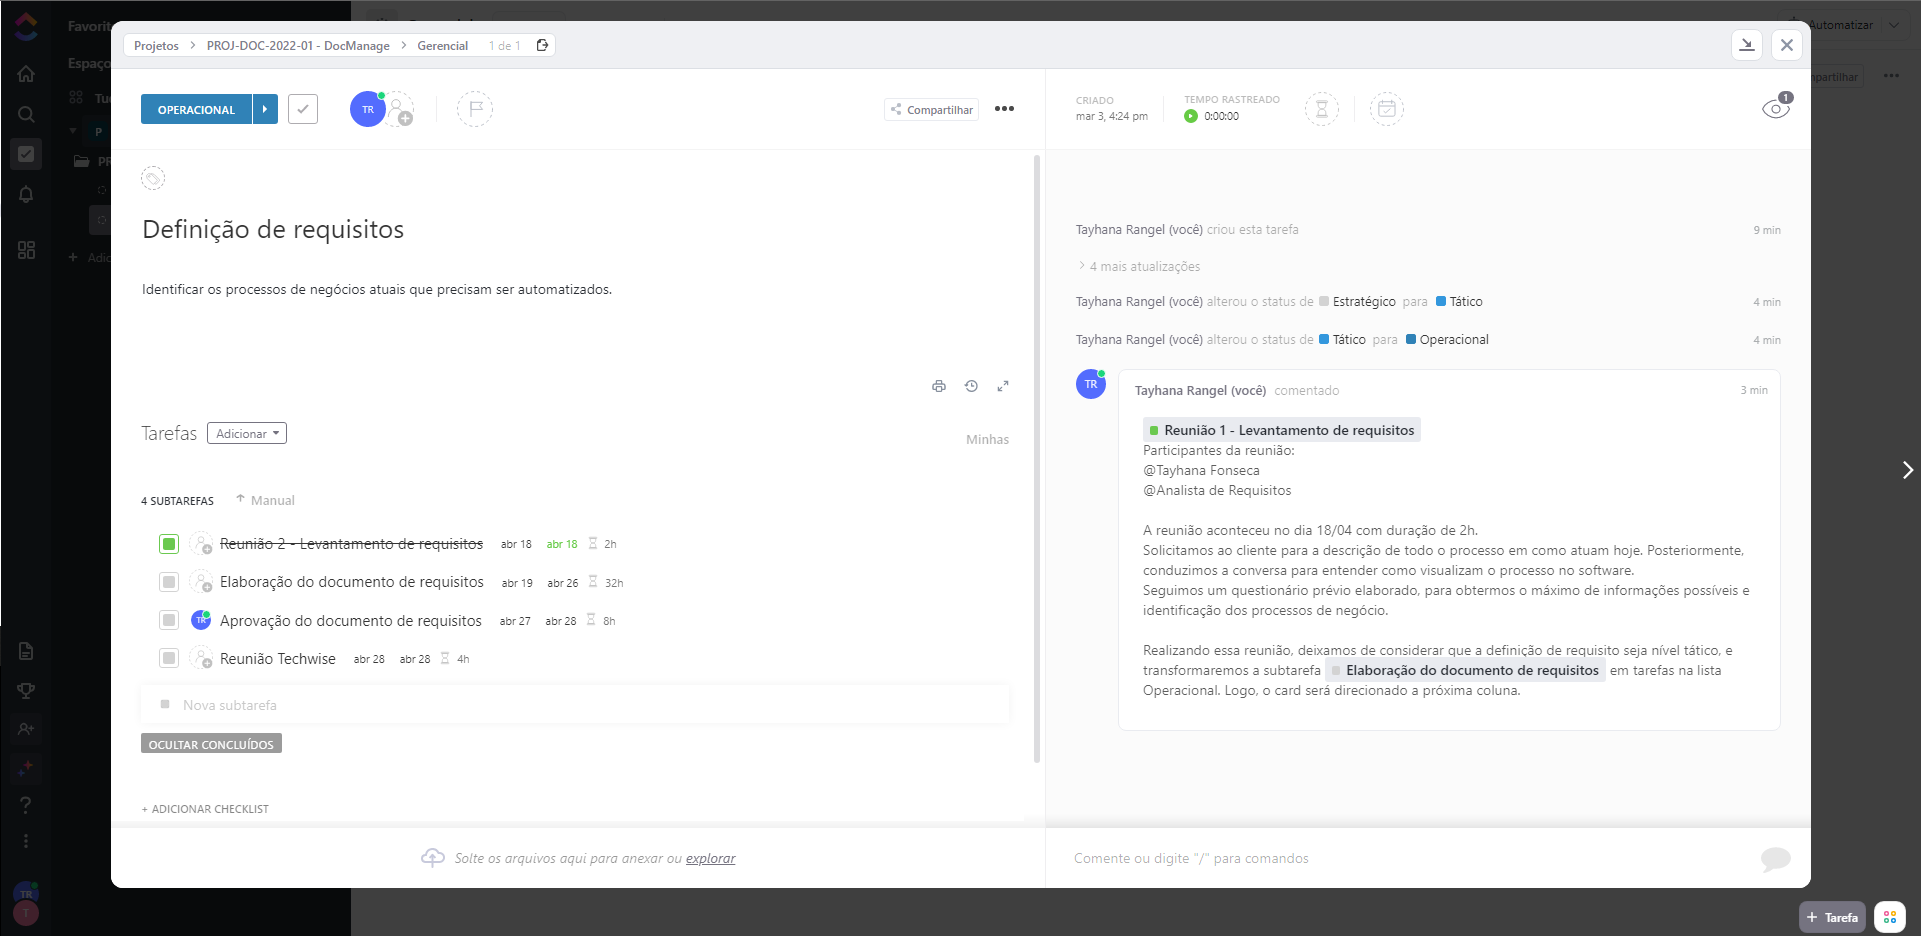 Favorit
Espaço
Tuc
P
PR
+ Adic
TR
T
Automatizar
mpartilhar
Projetos > PROJ-DOC-2022-01 - DocManage > Gerencial 1 de 1
OPERACIONAL
TR
Compartilhar
Definição de requisitos
Identificar os processos de negócios atuais que precisam ser automatizados.
Tarefas Adicionar
Minhas
4 SUBTAREFAS Manual
Reunião 2 - Levantamento de requisitos abr 18 abr 18 2h
Elaboração do documento de requisitos abr 19 abr 26 32h
TR Aprovação do documento de requisitos abr 27 abr 28 8h
Reunião Techwise abr 28 abr 28 4h
Nova subtarefa
OCULTAR CONCLUÍDOS
+ ADICIONAR CHECKLIST
Solte os arquivos aqui para anexar ou explorar
CRIADO
mar 3, 4:24 pm
TEMPO RASTREADO
0:00:00
1
Tayhana Rangel (você) criou esta tarefa 9 min
> 4 mais atualizações
Tayhana Rangel (você) alterou o status de Estratégico para Tático 4 min
Tayhana Rangel (você) alterou o status de Tático para Operacional 4 min
TR
Tayhana Rangel (você) comentado 3 min
Reunião 1 - Levantamento de requisitos
Participantes da reunião:
@Tayhana Fonseca
@Analista de Requisitos
A reunião aconteceu no dia 18/04 com duração de 2h.
Solicitamos ao cliente para a descrição de todo o processo em como atuam hoje. Posteriormente,
conduzimos a conversa para entender como visualizam o processo no software.
Seguimos um questionário prévio elaborado, para obtermos o máximo de informações possíveis e
identificação dos processos de negócio.
Realizando essa reunião, deixamos de considerar que a definição de requisito seja nível tático, e
transformaremos a subtarefa Elaboração do documento de requisitos em tarefas na lista
Operacional. Logo, o card será direcionado a próxima coluna.
Comente ou digite "/" para comandos
+ Tarefa